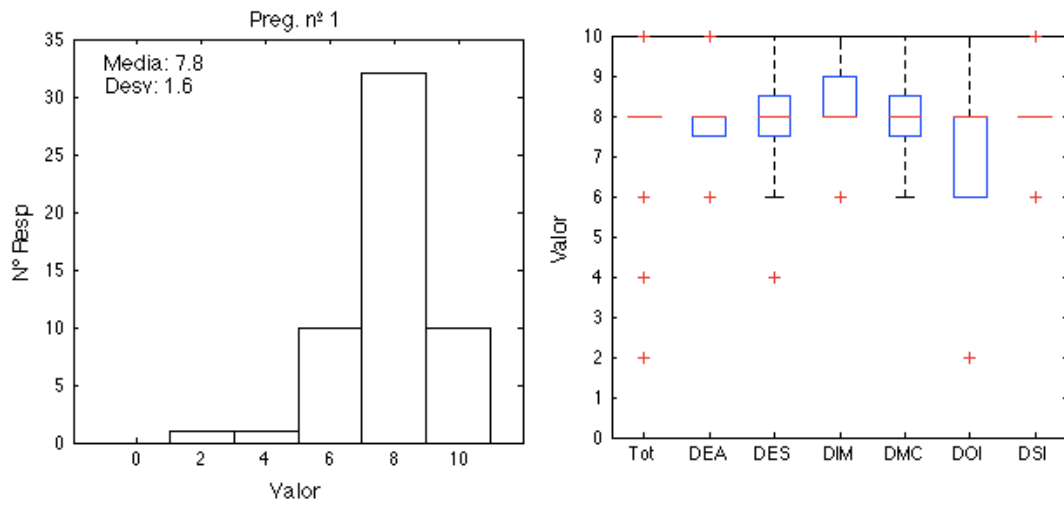 Preg. nº 1
Media: 7.8
Desv: 1.6
35
30
25
20
15
10
5
0
Nº Resp
0 2 4 6 8 10
Valor
10
9
8
7
6
5
4
3
2
1
0
Valor
Tot DEA DES DIM DMC DOI DSI